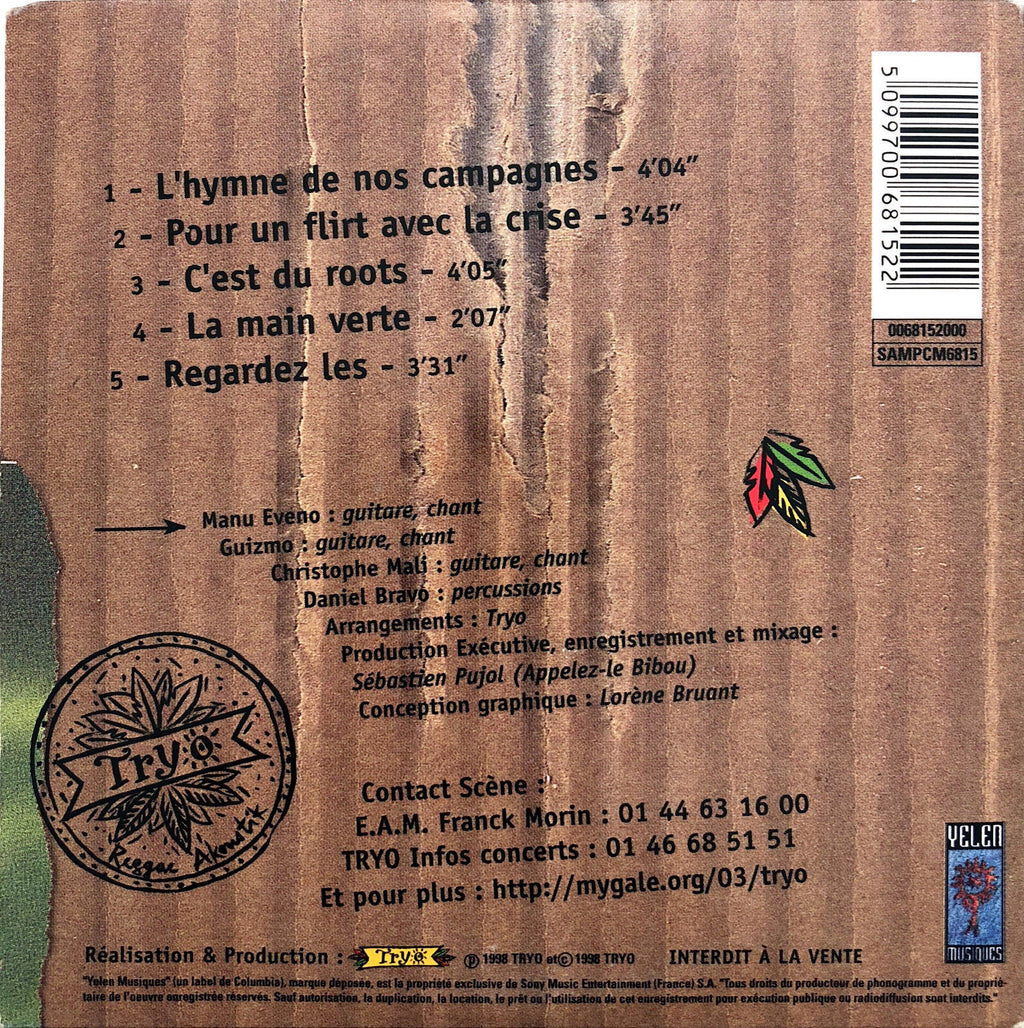 1 - L'hymne de nos campagnes - 4'04"
2 - Pour un flirt avec la crise - 3'45"
3 - C'est du roots - 4'05"
4 - La main verte - 2'07"
5 - Regardez les - 3'31"
5 099700 681522
0068152000
SAMPCM6815
Manu Eveno : guitare, chant
Guizmo : guitare, chant
Christophe Mali : guitare, chant
Daniel Bravo : percussions
Arrangements : Tryo
Production Exécutive, enregistrement et mixage :
Sébastien Pujol (Appelez-le Bibou)
Conception graphique : Lorène Bruant
Tryo
Reggae Akoustik
Contact Scène :
E.A.M. Franck Morin : 01 44 63 16 00
TRYO Infos concerts : 01 46 68 51 51
Et pour plus : http://mygale.org/03/tryo
YELEN
MUSIQUES
Réalisation & Production : Tryo ℗ 1998 TRYO et © 1998 TRYO INTERDIT À LA VENTE
"Yelen Musiques" (un label de Columbia), marque déposée, est la propriété exclusive de Sony Music Entertainment (France) S.A. "Tous droits du producteur de phonogramme et du proprié-
taire de l'oeuvre enregistrée réservés. Sauf autorisation, la duplication, la location, le prêt ou l'utilisation de cet enregistrement pour exécution publique ou radiodiffusion sont interdits."